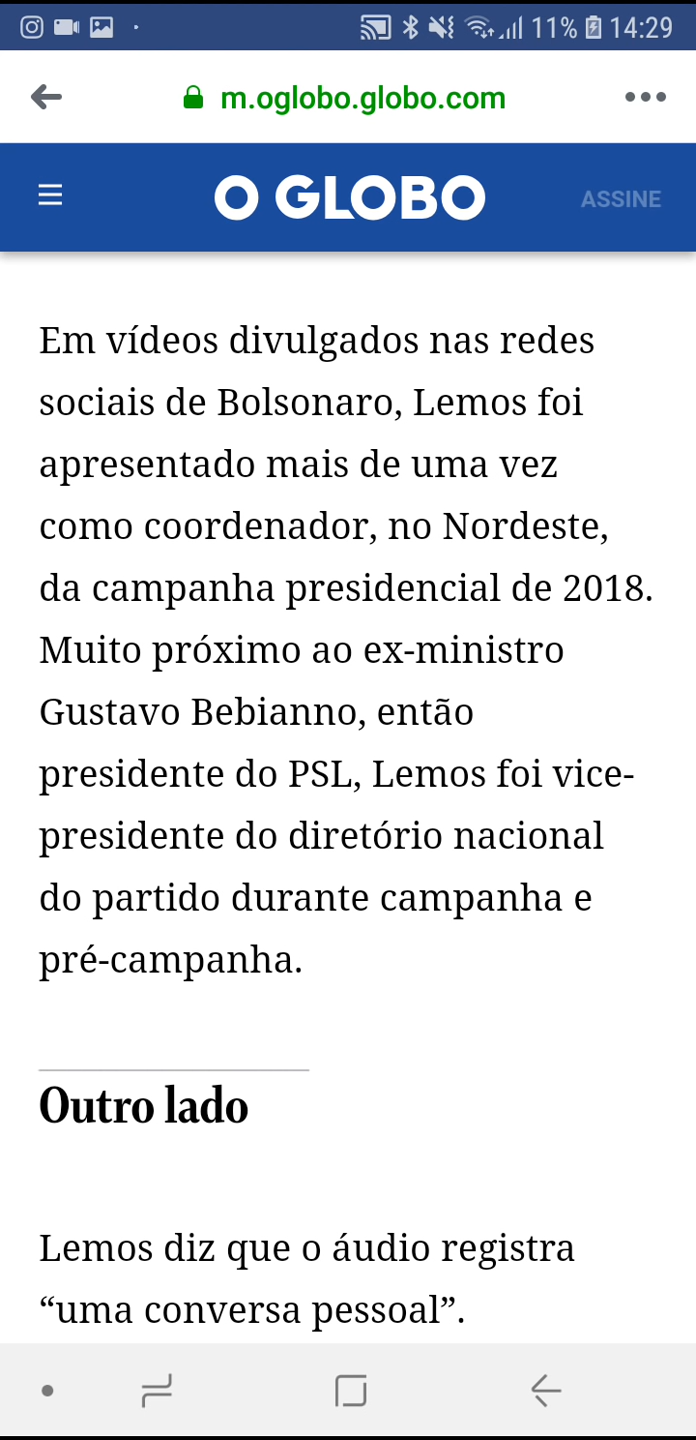 11% 14:29
m.oglobo.globo.com
O GLOBO
ASSINE
Em vídeos divulgados nas redes
sociais de Bolsonaro, Lemos foi
apresentado mais de uma vez
como coordenador, no Nordeste,
da campanha presidencial de 2018.
Muito próximo ao ex-ministro
Gustavo Bebianno, então
presidente do PSL, Lemos foi vice-
presidente do diretório nacional
do partido durante campanha e
pré-campanha.
Outro lado
Lemos diz que o áudio registra
“uma conversa pessoal”.